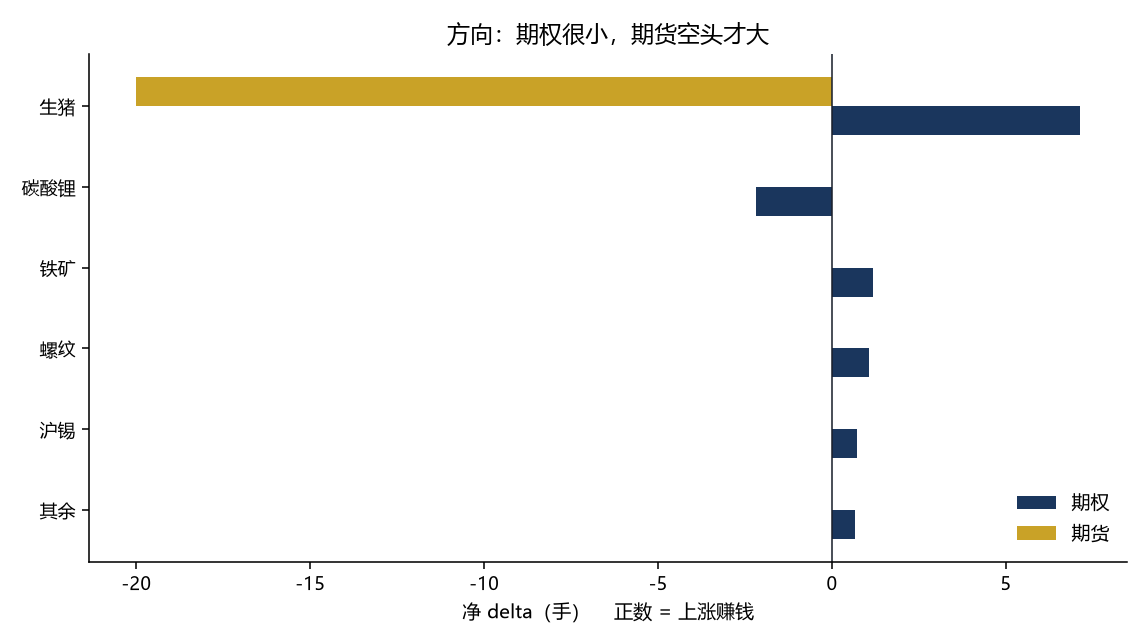 方向：期权很小，期货空头才大
生猪
碳酸锂
铁矿
螺纹
沪锡
其余
期权
期货
-20 -15 -10 -5 0 5
净 delta（手） 正数 = 上涨赚钱